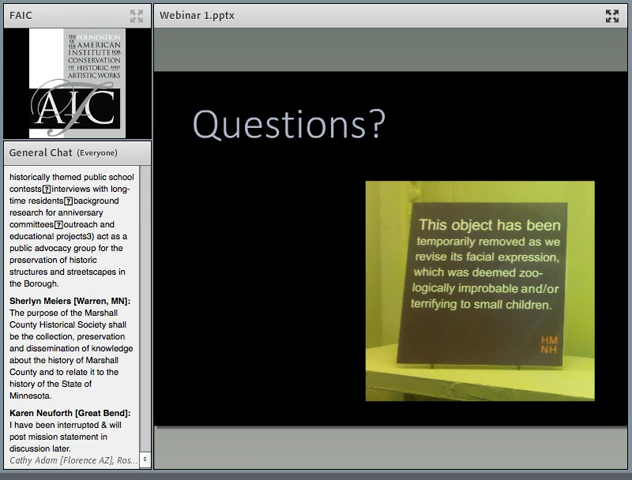 FAIC
THE FOUNDATION
OF THE AMERICAN
INSTITUTE FOR
CONSERVATION
OF HISTORIC AND
ARTISTIC WORKS
FAIC
General Chat (Everyone)
historically themed public school
contests?interviews with long-
time residents?background
research for anniversary
committees?outreach and
educational projects3) act as a
public advocacy group for the
preservation of historic
structures and streetscapes in
the Borough.
Sherlyn Meiers [Warren, MN]:
The purpose of the Marshall
County Historical Society shall
be the collection, preservation
and dissemination of knowledge
about the history of Marshall
County and to relate it to the
history of the State of
Minnesota.
Karen Neuforth [Great Bend]:
I have been interrupted & will
post mission statement in
discussion later.
Cathy Adam [Florence AZ], Ros...
Webinar 1.pptx
Questions?
This object has been
temporarily removed as we
revise its facial expression,
which was deemed zoo-
logically improbable and/or
terrifying to small children.
HM
NH